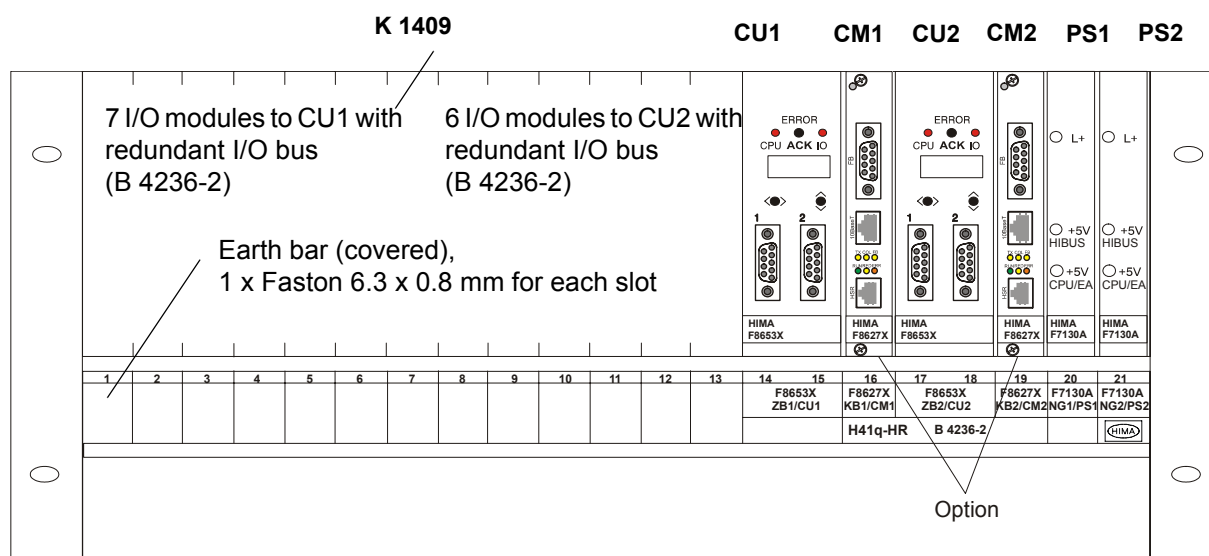 K 1409
CU1 CM1 CU2 CM2 PS1 PS2
7 I/O modules to CU1 with
redundant I/O bus
(B 4236-2)
6 I/O modules to CU2 with
redundant I/O bus
(B 4236-2)
Earth bar (covered),
1 x Faston 6.3 x 0.8 mm for each slot
ERROR
CPU ACK IO
1 2
HIMA
F8653X
FB
10BaseT
HSR
HIMA
F8627X
ERROR
CPU ACK IO
1 2
HIMA
F8653X
FB
10BaseT
HSR
HIMA
F8627X
L+
+5V
HIBUS
+5V
CPU/EA
HIMA
F7130A
L+
+5V
HIBUS
+5V
CPU/EA
HIMA
F7130A
1 2 3 4 5 6 7 8 9 10 11 12 13 14 15 16 17 18 19 20 21
F8653X F8627X F8653X F8627X F7130A F7130A
ZB1/CU1 KB1/CM1 ZB2/CU2 KB2/CM2 NG1/PS1 NG2/PS2
H41q-HR B 4236-2 HIMA
Option